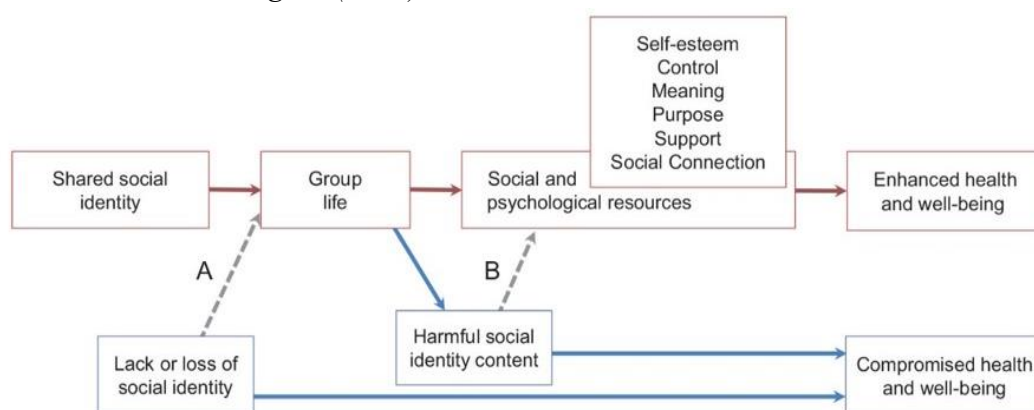 Self-esteem
Control
Meaning
Purpose
Support
Social Connection
Shared social
identity
Group
life
Social and
psychological resources
Enhanced health
and well-being
A
B
Lack or loss of
social identity
Harmful social
identity content
Compromised health
and well-being